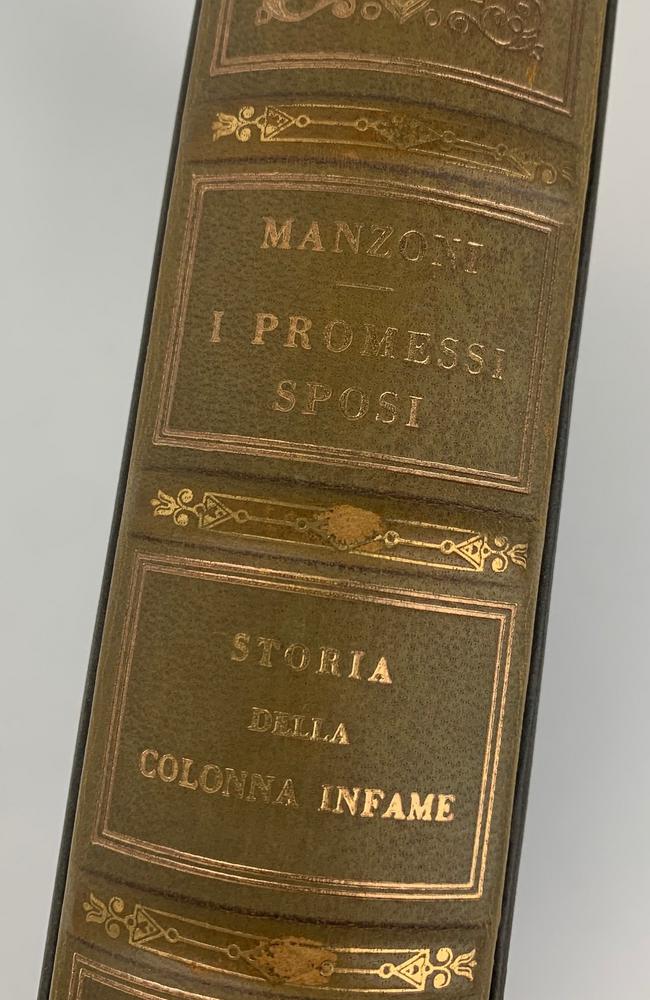 MANZONI
I PROMESSI
SPOSI
STORIA
DELLA
COLONNA INFAME